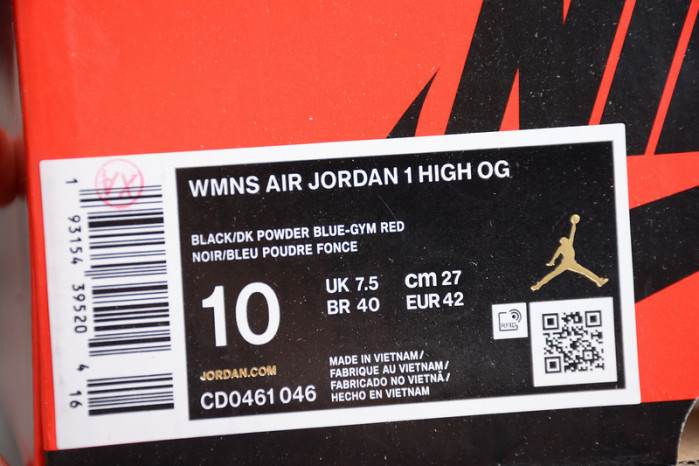 WMNS AIR JORDAN 1 HIGH OG
BLACK/DK POWDER BLUE-GYM RED
NOIR/BLEU POUDRE FONCE
10
UK 7.5 cm 27
BR 40 EUR 42
RFID
JORDAN.COM
CD0461 046
MADE IN VIETNAM/
FABRIQUE AU VIETNAM/
FABRICADO NO VIETNÃ/
HECHO EN VIETNAM
1 93154 39520 4 16